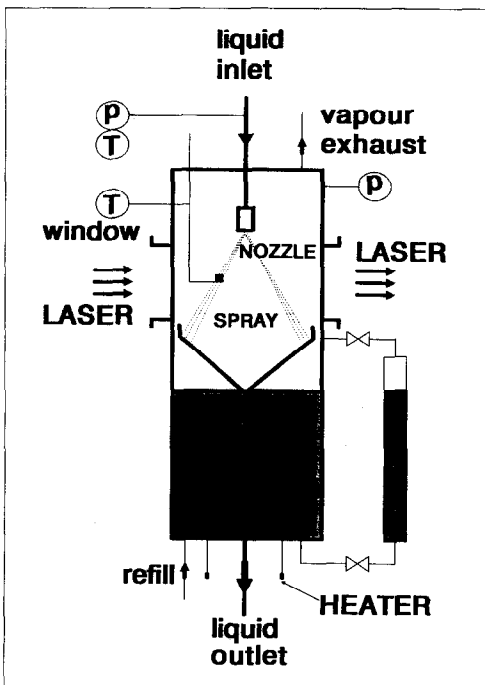 liquid
inlet
p
T
vapour
exhaust
T
p
window
NOZZLE
LASER
LASER
SPRAY
refill
HEATER
liquid
outlet